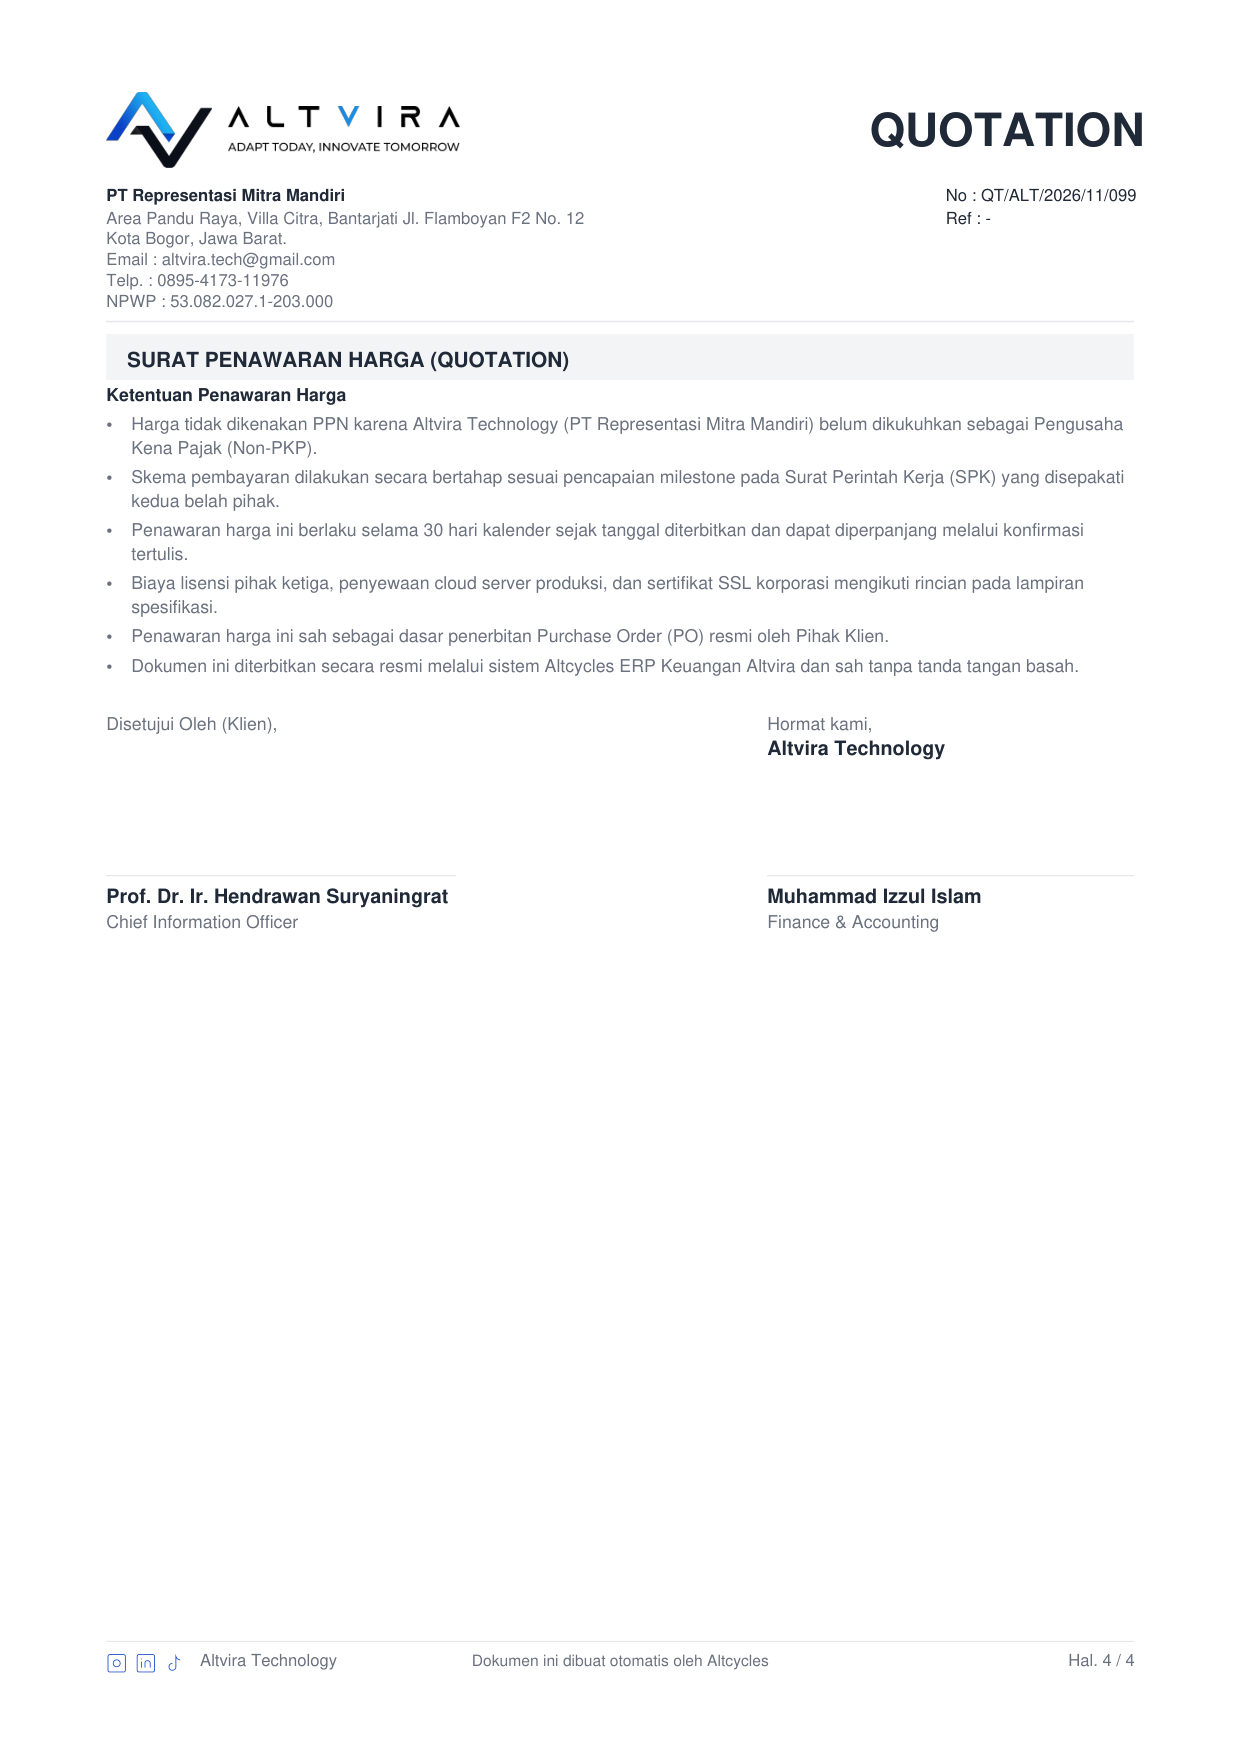 ALTVIRA
ADAPT TODAY, INNOVATE TOMORROW
QUOTATION
PT Representasi Mitra Mandiri
Area Pandu Raya, Villa Citra, Bantarjati Jl. Flamboyan F2 No. 12
Kota Bogor, Jawa Barat.
Email : altvira.tech@gmail.com
Telp. : 0895-4173-11976
NPWP : 53.082.027.1-203.000
No : QT/ALT/2026/11/099
Ref : -
SURAT PENAWARAN HARGA (QUOTATION)
Ketentuan Penawaran Harga
• Harga tidak dikenakan PPN karena Altvira Technology (PT Representasi Mitra Mandiri) belum dikukuhkan sebagai Pengusaha
Kena Pajak (Non-PKP).
• Skema pembayaran dilakukan secara bertahap sesuai pencapaian milestone pada Surat Perintah Kerja (SPK) yang disepakati
kedua belah pihak.
• Penawaran harga ini berlaku selama 30 hari kalender sejak tanggal diterbitkan dan dapat diperpanjang melalui konfirmasi
tertulis.
• Biaya lisensi pihak ketiga, penyewaan cloud server produksi, dan sertifikat SSL korporasi mengikuti rincian pada lampiran
spesifikasi.
• Penawaran harga ini sah sebagai dasar penerbitan Purchase Order (PO) resmi oleh Pihak Klien.
• Dokumen ini diterbitkan secara resmi melalui sistem Altcycles ERP Keuangan Altvira dan sah tanpa tanda tangan basah.
Disetujui Oleh (Klien),
Hormat kami,
Altvira Technology
Prof. Dr. Ir. Hendrawan Suryaningrat
Chief Information Officer
Muhammad Izzul Islam
Finance & Accounting
Altvira Technology
Dokumen ini dibuat otomatis oleh Altcycles
Hal. 4 / 4